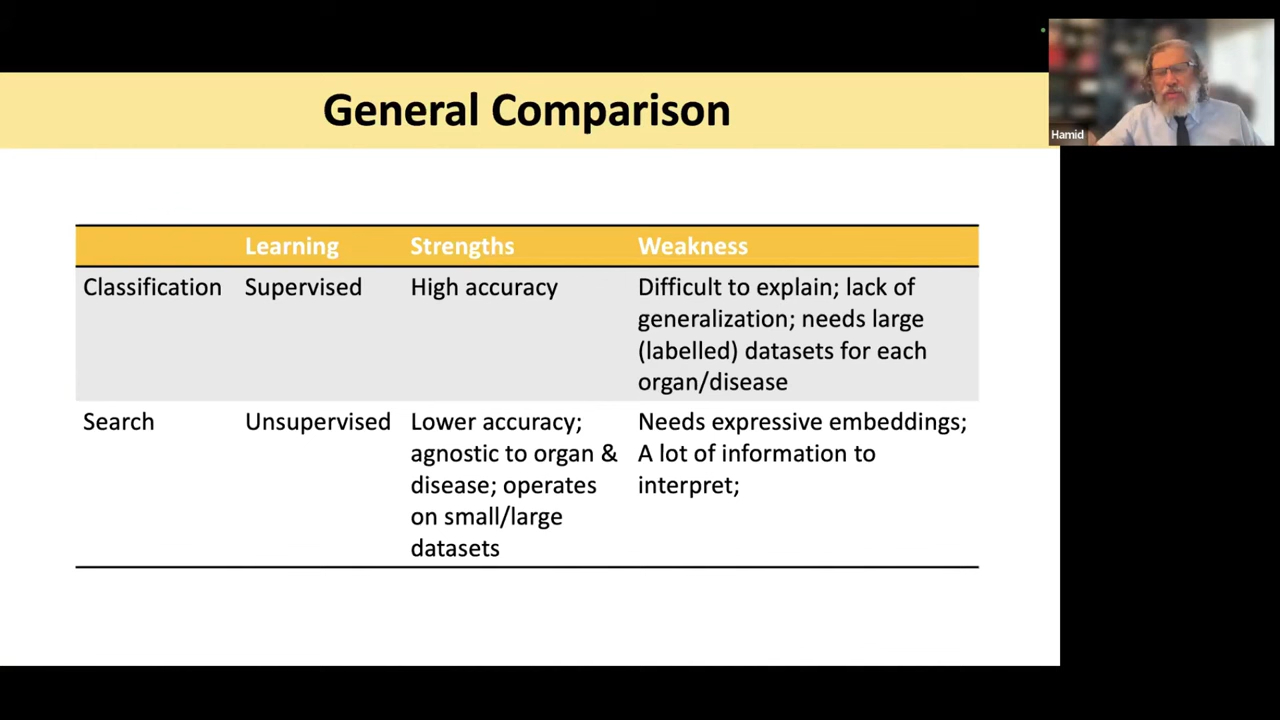 General Comparison
Hamid
Learning Strengths Weakness
Classification Supervised High accuracy Difficult to explain; lack of
generalization; needs large
(labelled) datasets for each
organ/disease
Search Unsupervised Lower accuracy; Needs expressive embeddings;
agnostic to organ & A lot of information to
disease; operates interpret;
on small/large
datasets